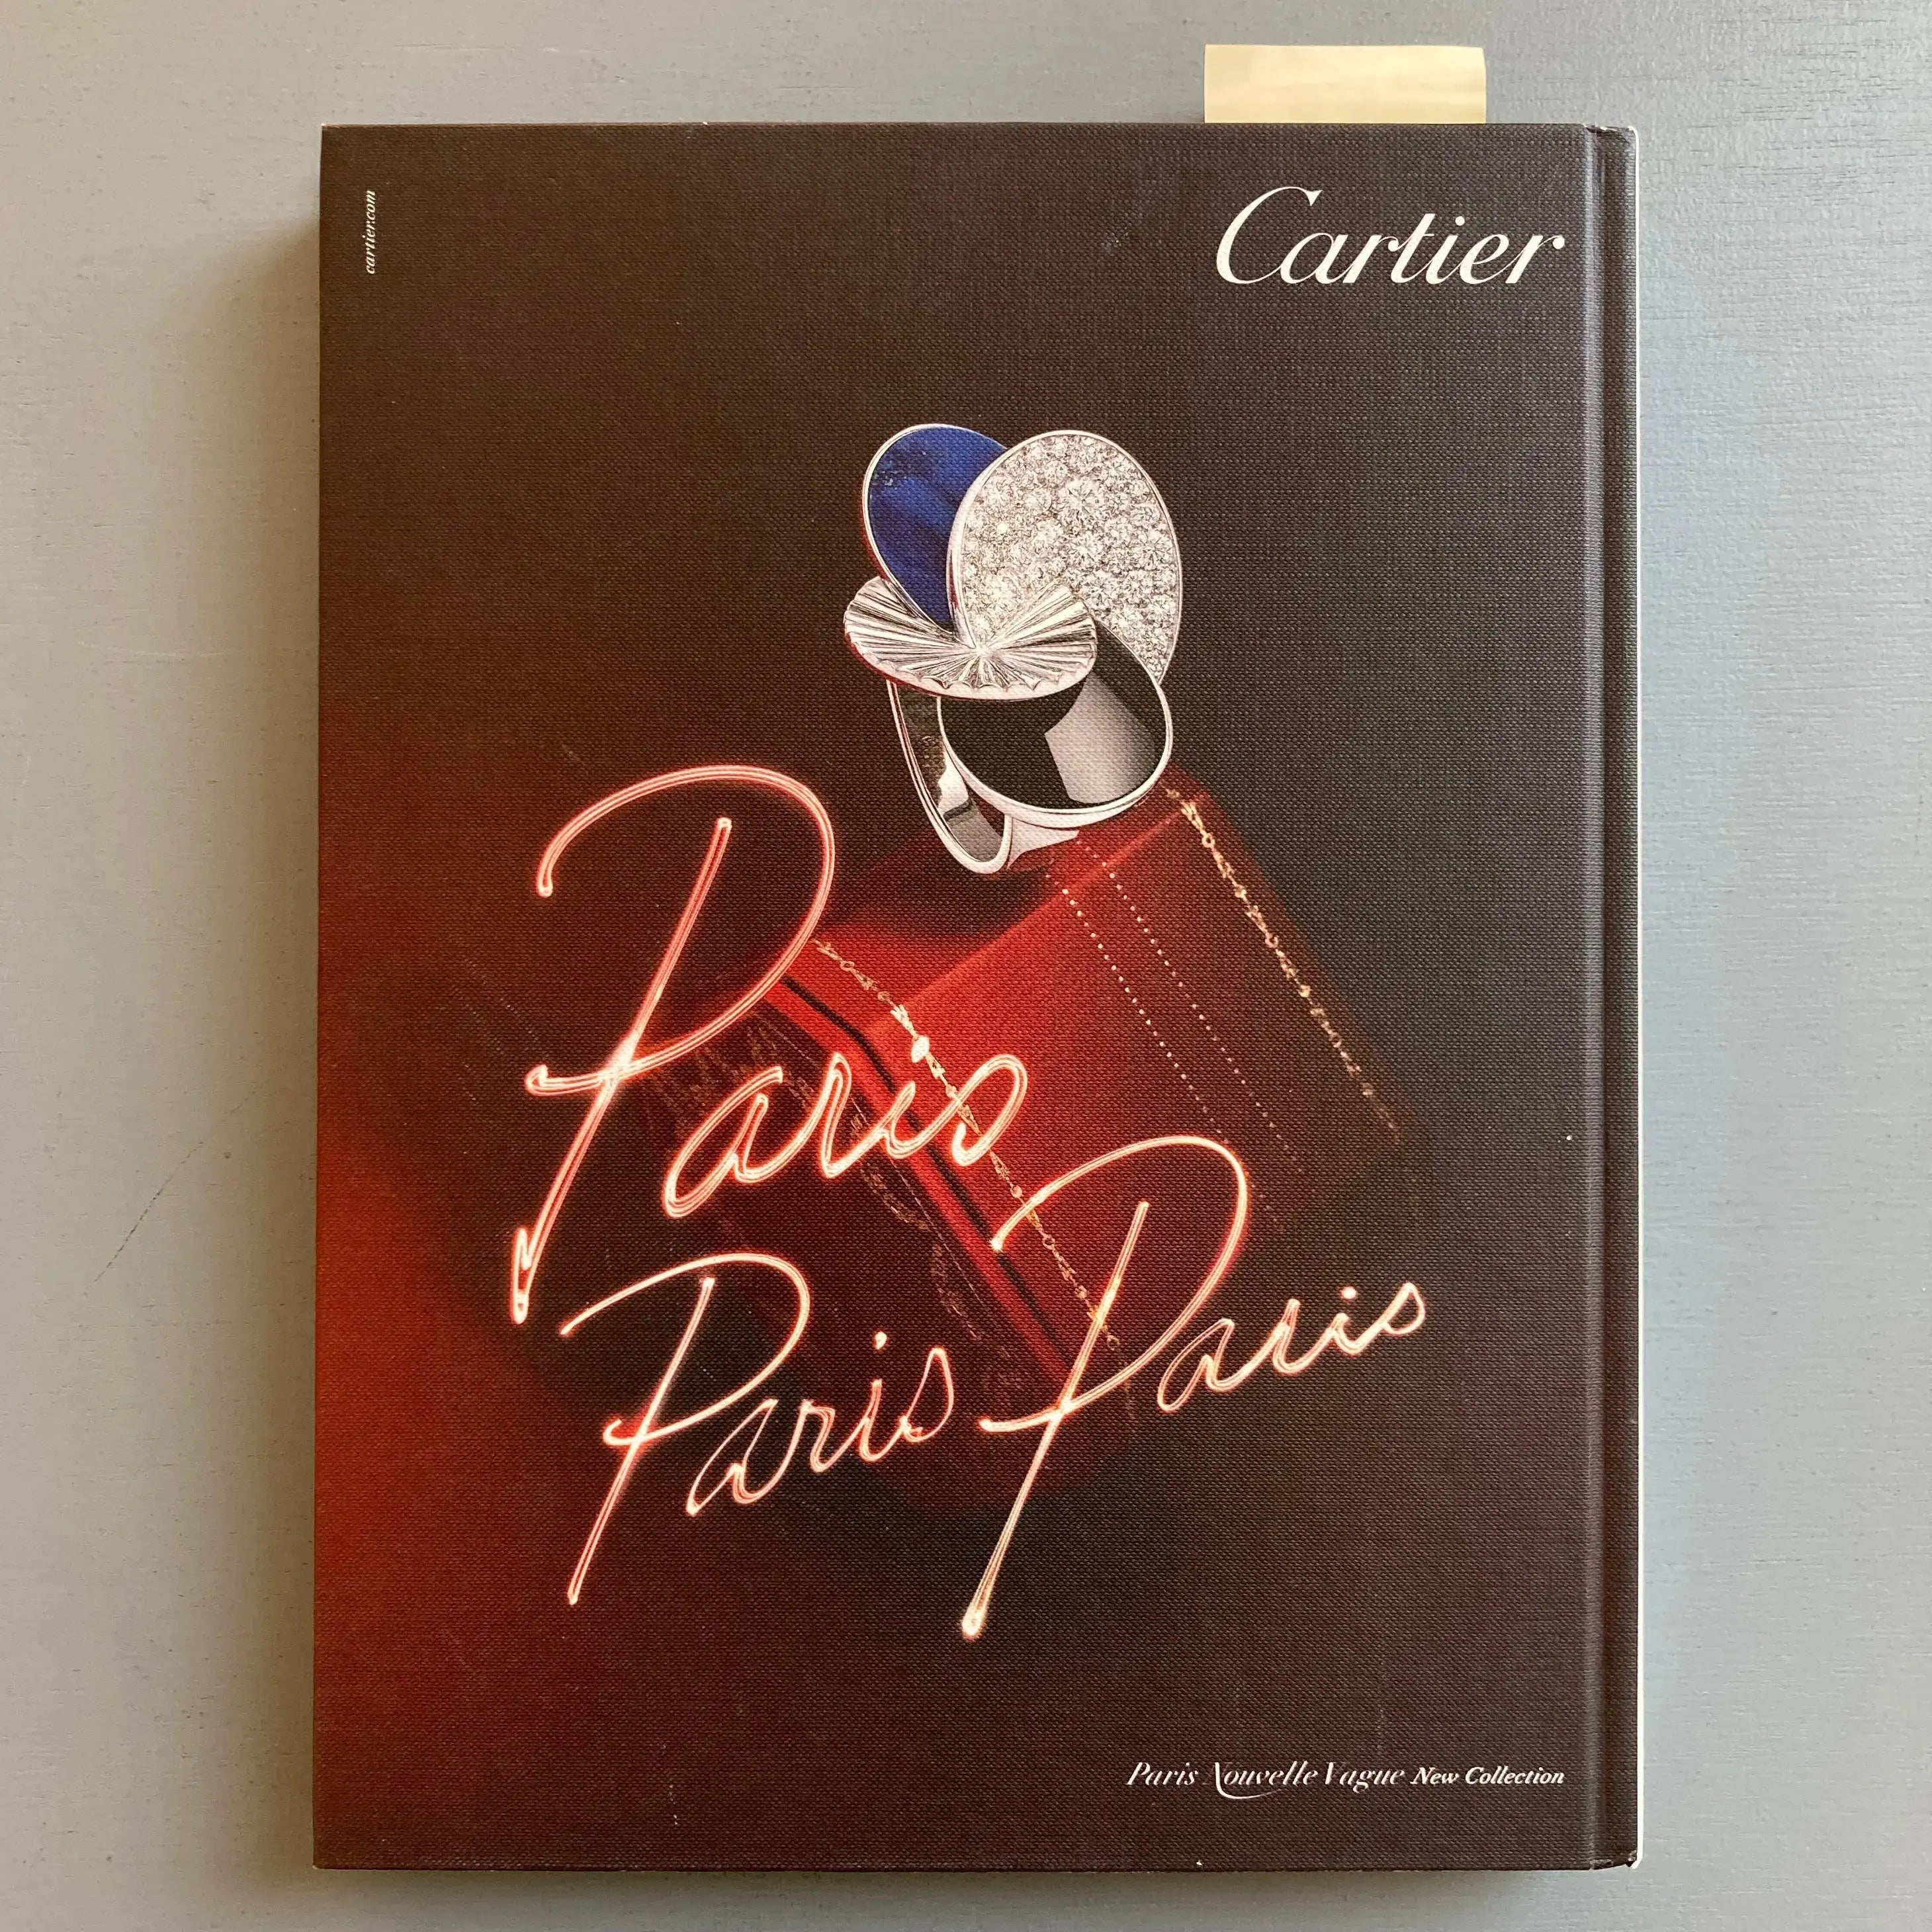 cartier.com
Cartier
Paris
Paris Paris
Paris Nouvelle Vague New Collection